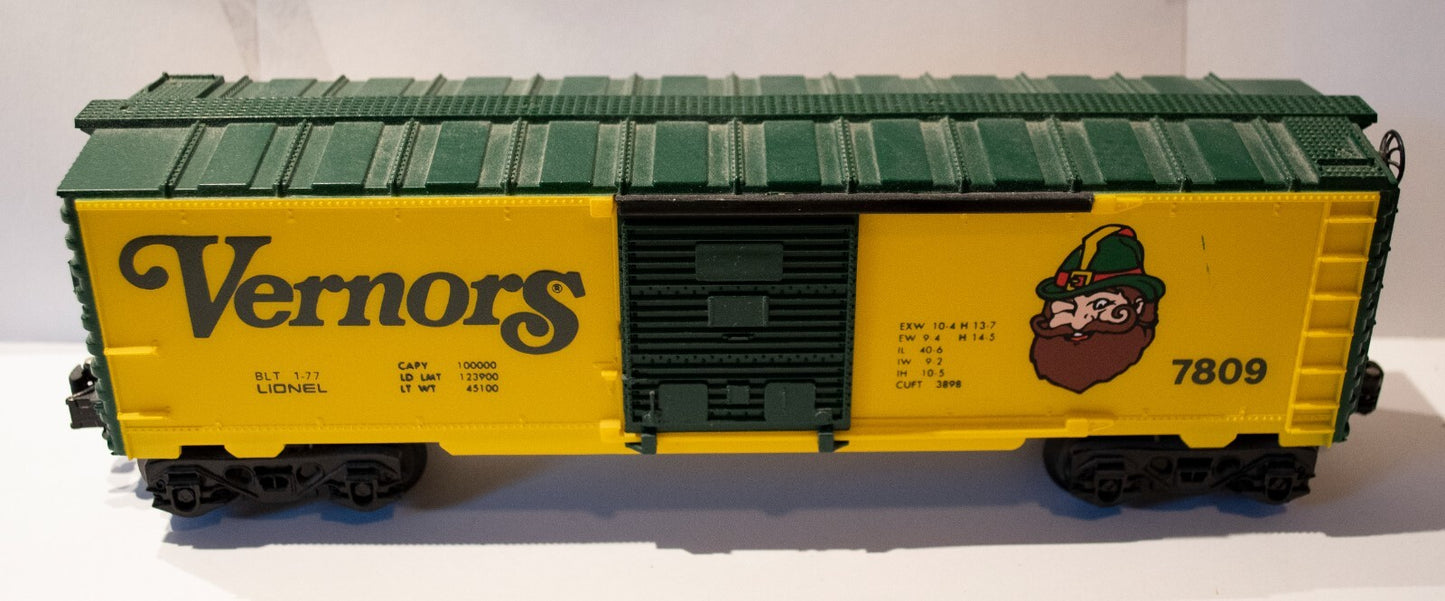 Vernors®
BLT 1-77
LIONEL
CAPY 100000
LD LMT 123900
LT WT 45100
EXW 10-4 H 13-7
EW 9-4 H 14-5
IL 40-6
IW 9-2
IH 10-5
CUFT 3898
7809